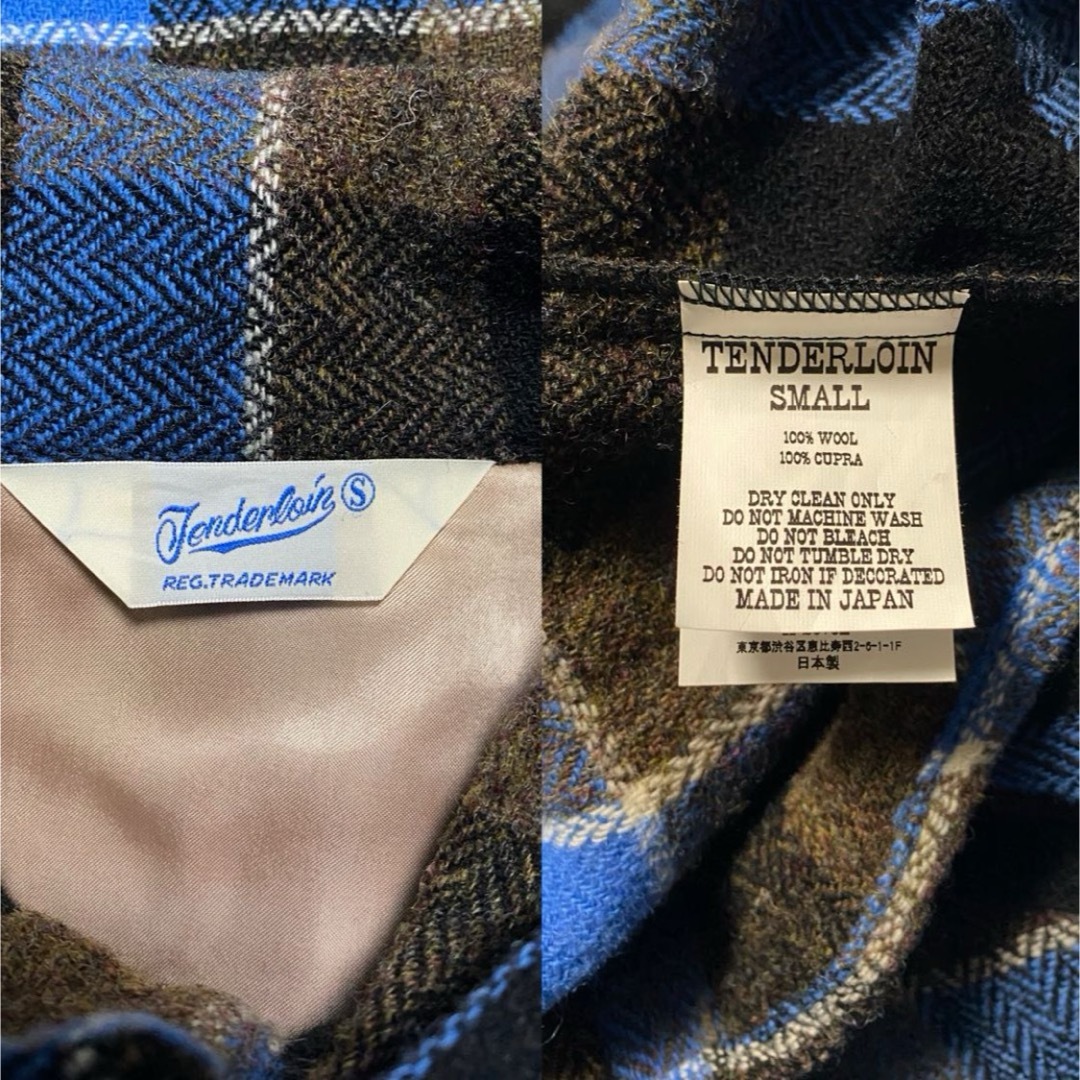 Tenderloin Ⓢ
REG.TRADEMARK
TENDERLOIN
SMALL
100% WOOL
100% CUPRA
DRY CLEAN ONLY
DO NOT MACHINE WASH
DO NOT BLEACH
DO NOT TUMBLE DRY
DO NOT IRON IF DECORATED
MADE IN JAPAN
東京都渋谷区恵比寿西2-6-1-1F
日本製